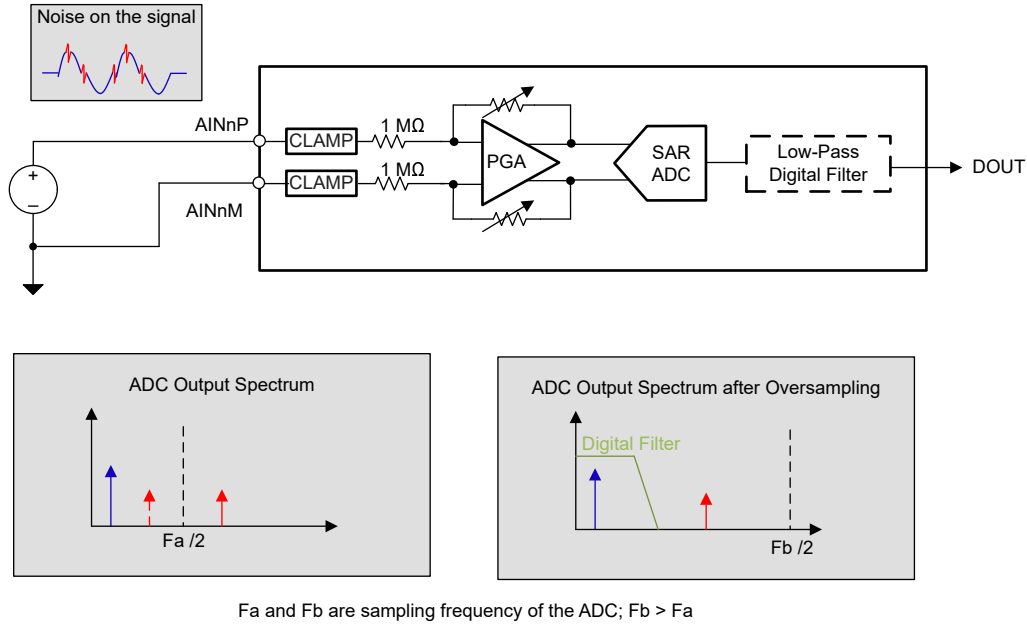 Noise on the signal
AINnP
CLAMP
1 MΩ
PGA
SAR
ADC
Low-Pass
Digital Filter
DOUT
+
–
CLAMP
1 MΩ
AINnM
ADC Output Spectrum
Fa /2
ADC Output Spectrum after Oversampling
Digital Filter
Fb /2
Fa and Fb are sampling frequency of the ADC; Fb > Fa